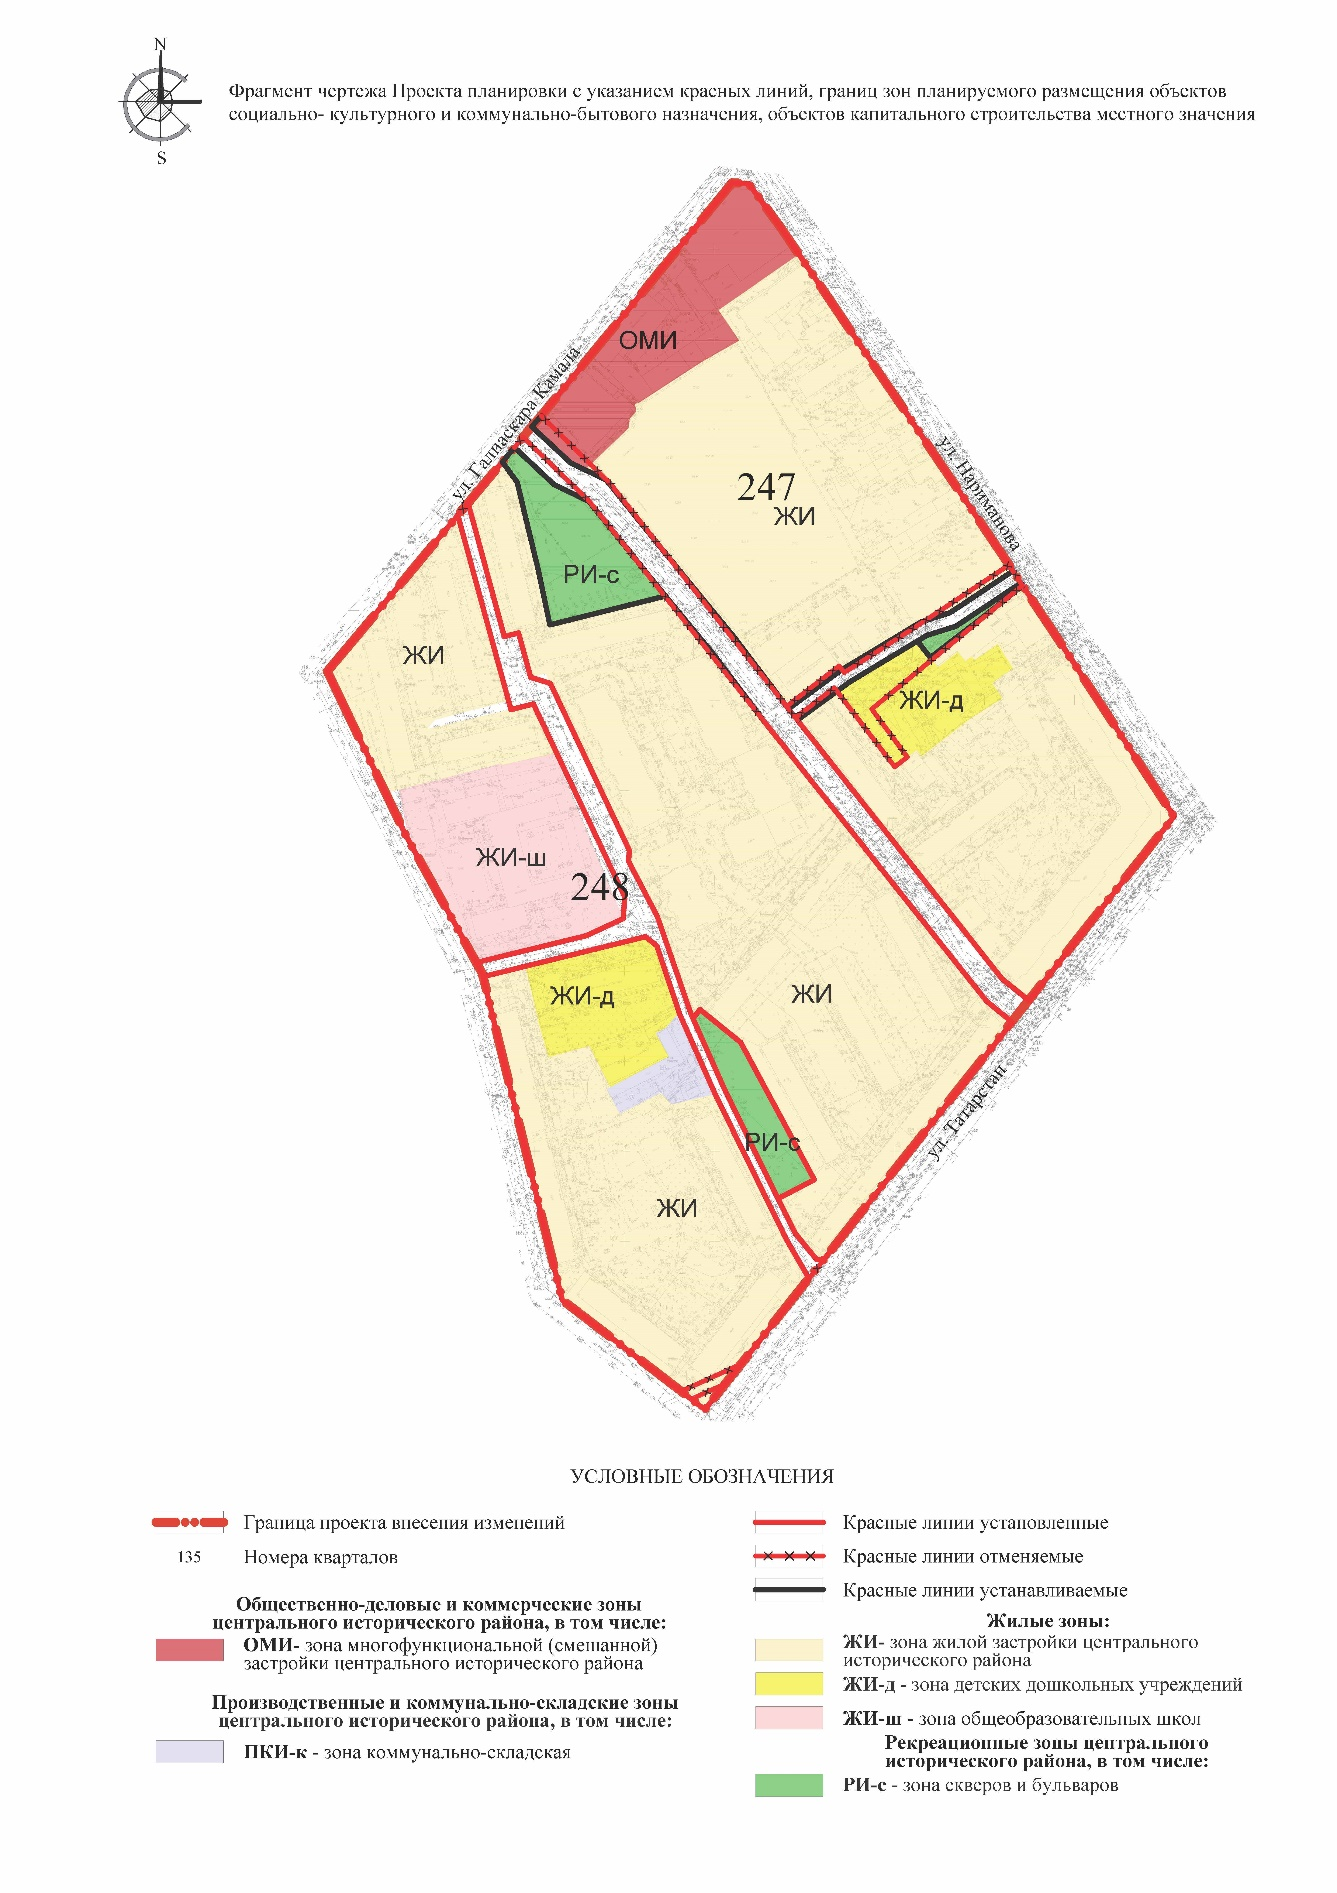 N
S
Фрагмент чертежа Проекта планировки с указанием красных линий, границ зон планируемого размещения объектов
социально- культурного и коммунально-бытового назначения, объектов капитального строительства местного значения
ОМИ
ул. Галиаскара Камала
ул. Нариманова
247
ЖИ
РИ-с
ЖИ
ЖИ-д
ЖИ-ш
248
ЖИ-д
ЖИ
РИ-с
ул. Татарстан
ЖИ
УСЛОВНЫЕ ОБОЗНАЧЕНИЯ
Граница проекта внесения изменений
135 Номера кварталов
Общественно-деловые и коммерческие зоны
центрального исторического района, в том числе:
ОМИ- зона многофункциональной (смешанной)
застройки центрального исторического района
Производственные и коммунально-складские зоны
центрального исторического района, в том числе:
ПКИ-к - зона коммунально-складская
Красные линии установленные
Красные линии отменяемые
Красные линии устанавливаемые
Жилые зоны:
ЖИ- зона жилой застройки центрального
исторического района
ЖИ-д - зона детских дошкольных учреждений
ЖИ-ш - зона общеобразовательных школ
Рекреационные зоны центрального
исторического района, в том числе:
РИ-с - зона скверов и бульваров